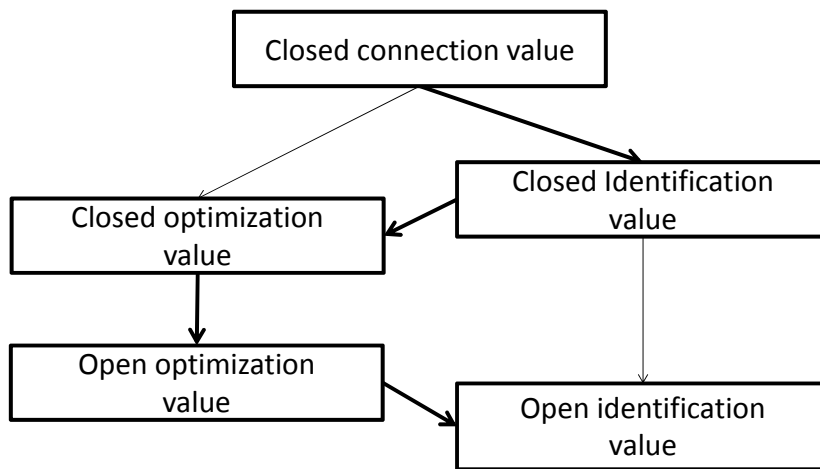 Closed connection value
Closed Identification
value
Closed optimization
value
Open optimization
value
Open identification
value